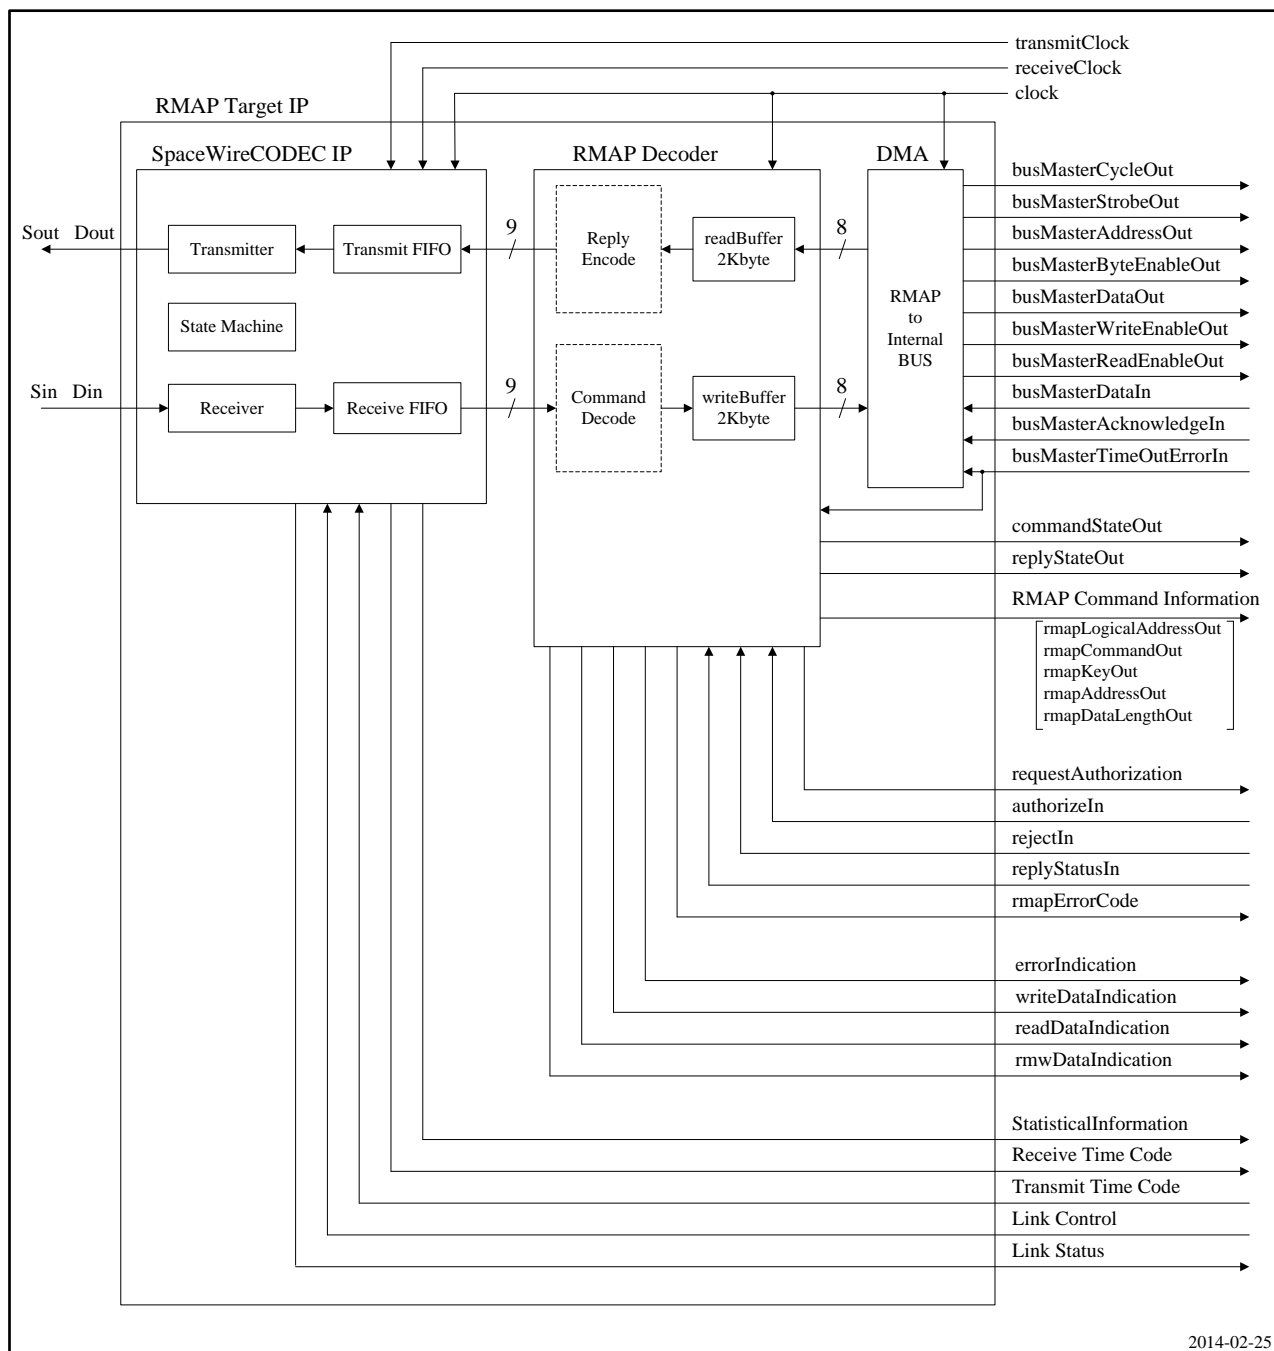 transmitClock
receiveClock
clock
RMAP Target IP
SpaceWireCODEC IP
RMAP Decoder
DMA
busMasterCycleOut
busMasterStrobeOut
busMasterAddressOut
busMasterByteEnableOut
busMasterDataOut
busMasterWriteEnableOut
busMasterReadEnableOut
busMasterDataIn
busMasterAcknowledgeIn
busMasterTimeOutErrorIn
Sout Dout
Transmitter
Transmit FIFO
9
Reply
Encode
readBuffer
2Kbyte
8
RMAP
to
Internal
BUS
State Machine
Sin Din
Receiver
Receive FIFO
9
Command
Decode
writeBuffer
2Kbyte
8
commandStateOut
replyStateOut
RMAP Command Information
rmapLogicalAddressOut
rmapCommandOut
rmapKeyOut
rmapAddressOut
rmapDataLengthOut
requestAuthorization
authorizeIn
rejectIn
replyStatusIn
rmapErrorCode
errorIndication
writeDataIndication
readDataIndication
rmwDataIndication
StatisticalInformation
Receive Time Code
Transmit Time Code
Link Control
Link Status
2014-02-25